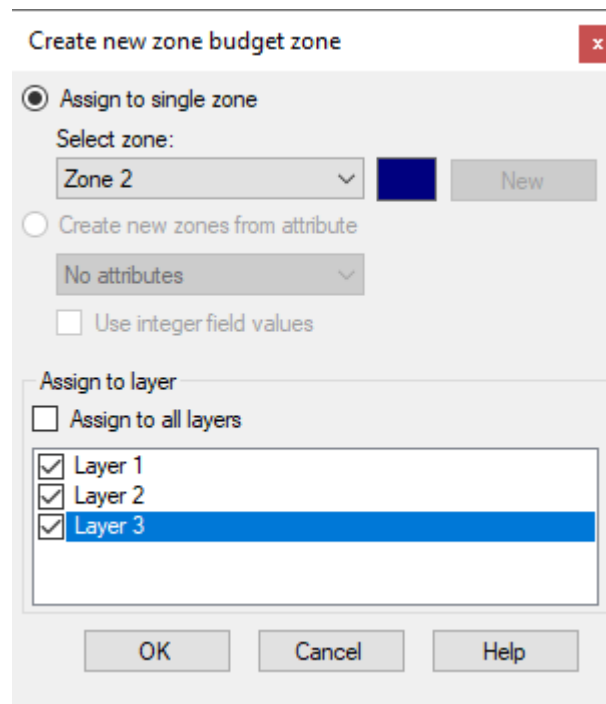 Create new zone budget zone
x
Assign to single zone
Select zone:
Zone 2
New
Create new zones from attribute
No attributes
Use integer field values
Assign to layer
Assign to all layers
Layer 1
Layer 2
Layer 3
OK Cancel Help